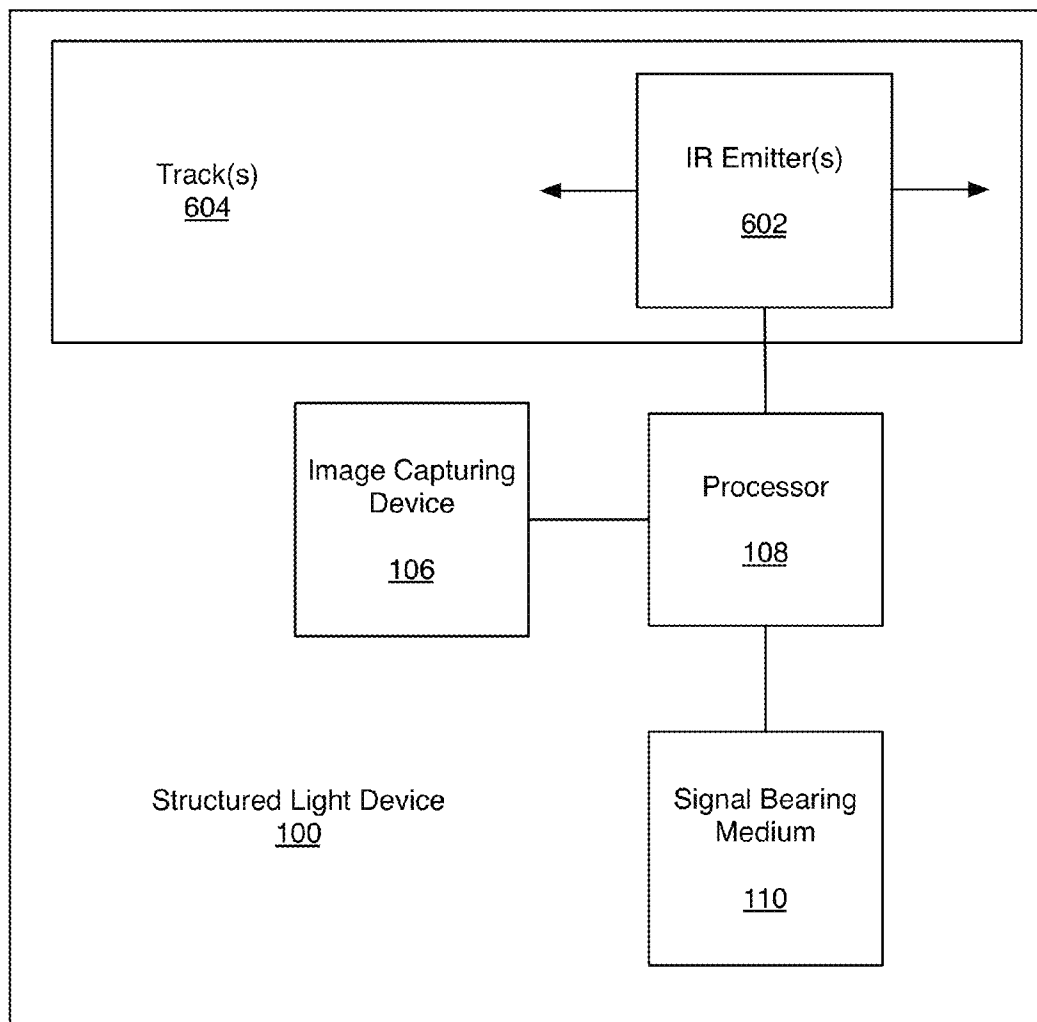 Track(s)
604
IR Emitter(s)
602
Image Capturing
Device
106
Processor
108
Structured Light Device
100
Signal Bearing
Medium
110